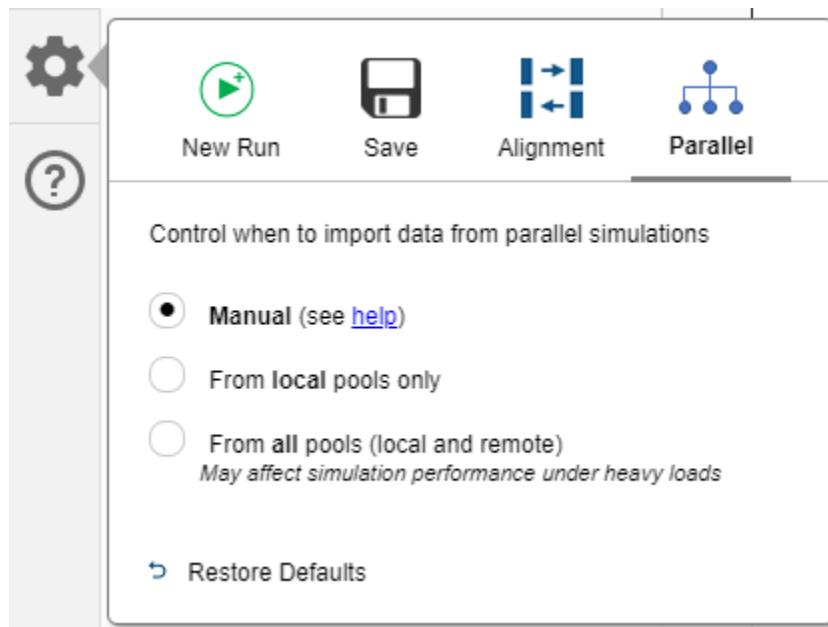 New Run
Save
Alignment
Parallel
Control when to import data from parallel simulations
Manual (see help)
From local pools only
From all pools (local and remote)
May affect simulation performance under heavy loads
Restore Defaults